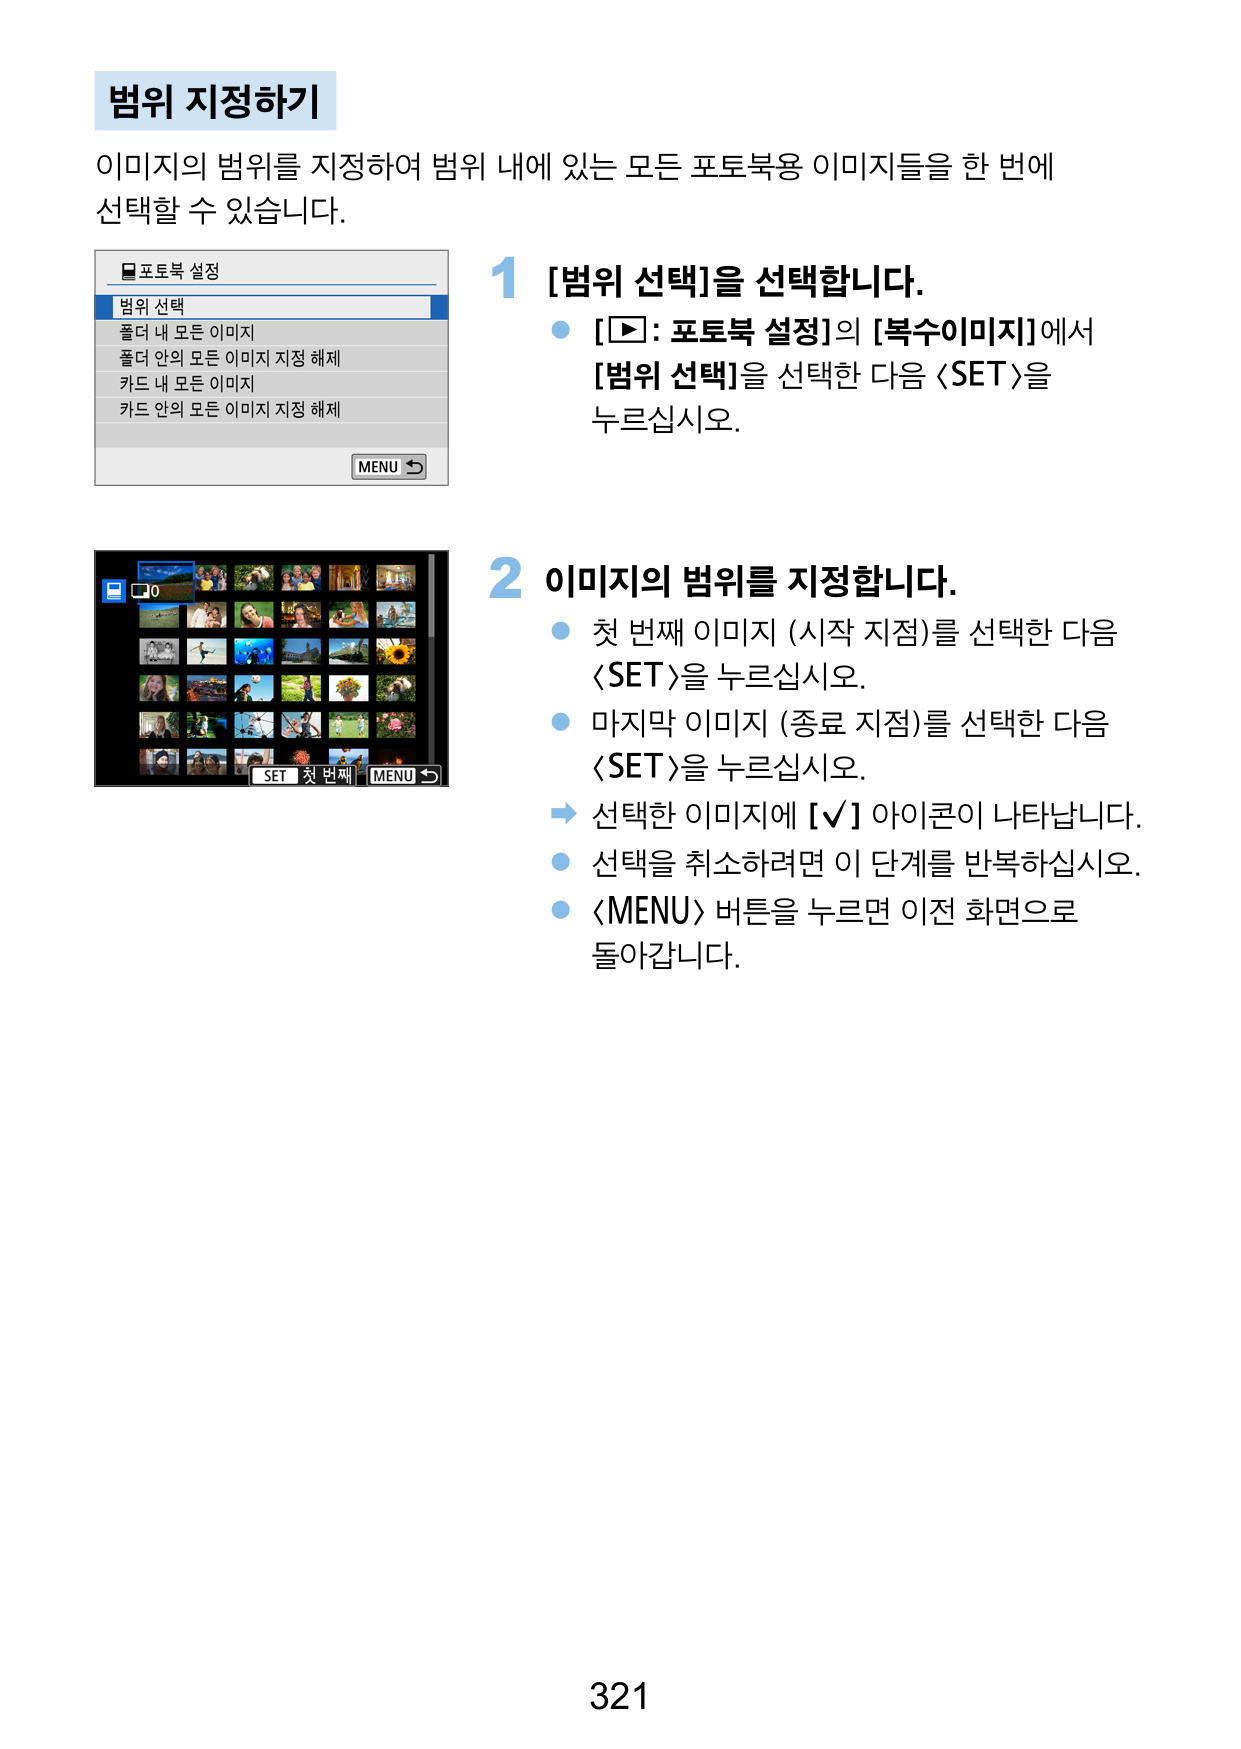 범위 지정하기
이미지의 범위를 지정하여 범위 내에 있는 모든 포토북용 이미지들을 한 번에
선택할 수 있습니다.
포토북 설정
범위 선택
폴더 내 모든 이미지
폴더 안의 모든 이미지 지정 해제
카드 내 모든 이미지
카드 안의 모든 이미지 지정 해제
MENU
1 [범위 선택]을 선택합니다.
● [▶: 포토북 설정]의 [복수이미지]에서
[범위 선택]을 선택한 다음 <SET>을
누르십시오.
0
SET 첫 번째 MENU
2 이미지의 범위를 지정합니다.
● 첫 번째 이미지 (시작 지점)를 선택한 다음
<SET>을 누르십시오.
● 마지막 이미지 (종료 지점)를 선택한 다음
<SET>을 누르십시오.
➡ 선택한 이미지에 [✓] 아이콘이 나타납니다.
● 선택을 취소하려면 이 단계를 반복하십시오.
● <MENU> 버튼을 누르면 이전 화면으로
돌아갑니다.
321